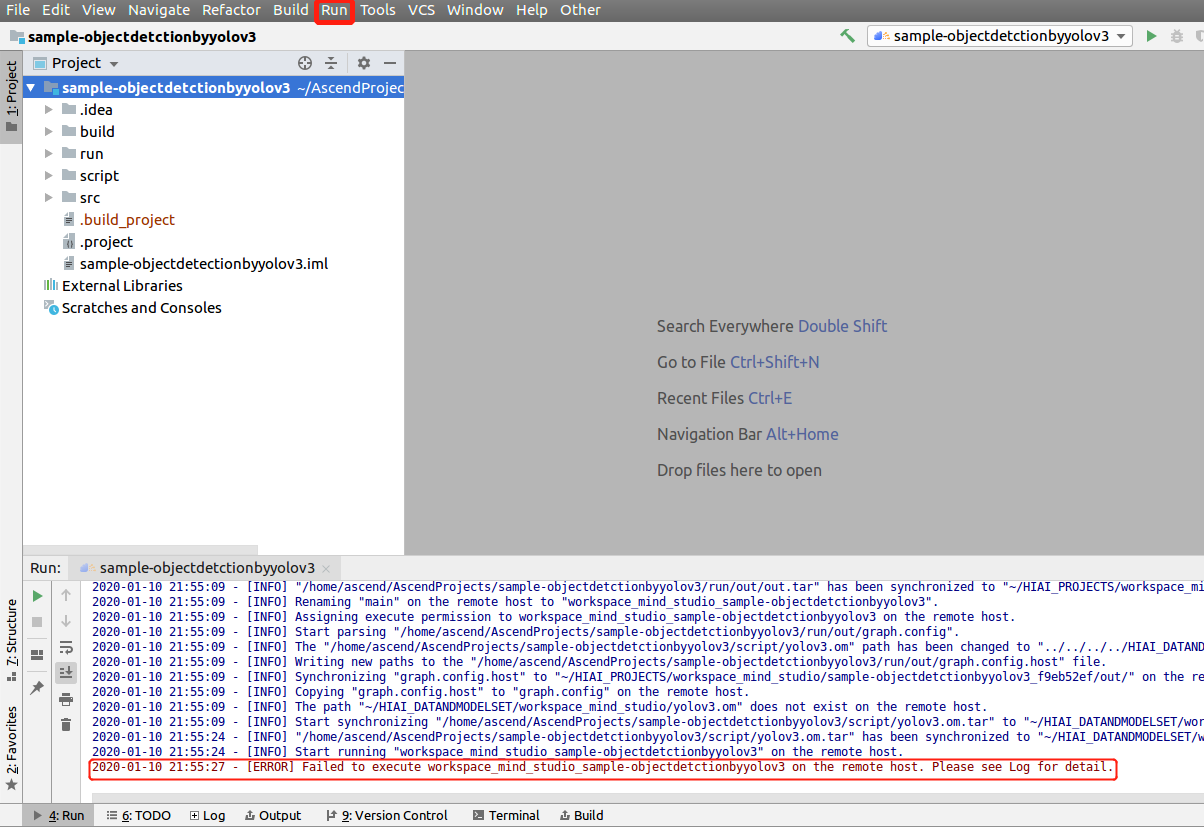 File Edit View Navigate Refactor Build Run Tools VCS Window Help Other
sample-objectdetctionbyyolov3
sample-objectdetctionbyyolov3
1: Project
Project
sample-objectdetctionbyyolov3 ~/AscendProjec
.idea
build
run
script
src
.build_project
.project
sample-objectdetectionbyyolov3.iml
External Libraries
Scratches and Consoles
Search Everywhere Double Shift
Go to File Ctrl+Shift+N
Recent Files Ctrl+E
Navigation Bar Alt+Home
Drop files here to open
7: Structure
2: Favorites
Run: sample-objectdetctionbyyolov3
2020-01-10 21:55:09 - [INFO] "/home/ascend/AscendProjects/sample-objectdetctionbyyolov3/run/out/out.tar" has been synchronized to "~/HIAI_PROJECTS/workspace_mi
2020-01-10 21:55:09 - [INFO] Renaming "main" on the remote host to "workspace_mind_studio_sample-objectdetctionbyyolov3".
2020-01-10 21:55:09 - [INFO] Assigning execute permission to workspace_mind_studio_sample-objectdetctionbyyolov3 on the remote host.
2020-01-10 21:55:09 - [INFO] Start parsing "/home/ascend/AscendProjects/sample-objectdetctionbyyolov3/run/out/graph.config".
2020-01-10 21:55:09 - [INFO] The "/home/ascend/AscendProjects/sample-objectdetctionbyyolov3/script/yolov3.om" path has been changed to "../../../../HIAI_DATAND
2020-01-10 21:55:09 - [INFO] Writing new paths to the "/home/ascend/AscendProjects/sample-objectdetctionbyyolov3/run/out/graph.config.host" file.
2020-01-10 21:55:09 - [INFO] Synchronizing "graph.config.host" to "~/HIAI_PROJECTS/workspace_mind_studio/sample-objectdetctionbyyolov3_f9eb52ef/out/" on the re
2020-01-10 21:55:09 - [INFO] Copying "graph.config.host" to "graph.config" on the remote host.
2020-01-10 21:55:09 - [INFO] The path "~/HIAI_DATANDMODELSET/workspace_mind_studio/yolov3.om" does not exist on the remote host.
2020-01-10 21:55:09 - [INFO] Start synchronizing "/home/ascend/AscendProjects/sample-objectdetctionbyyolov3/script/yolov3.om.tar" to "~/HIAI_DATANDMODELSET/wor
2020-01-10 21:55:24 - [INFO] "/home/ascend/AscendProjects/sample-objectdetctionbyyolov3/script/yolov3.om.tar" has been synchronized to "~/HIAI_DATANDMODELSET/w
2020-01-10 21:55:24 - [INFO] Start running "workspace_mind_studio_sample-objectdetctionbyyolov3" on the remote host.
2020-01-10 21:55:27 - [ERROR] Failed to execute workspace_mind_studio_sample-objectdetctionbyyolov3 on the remote host. Please see Log for detail.
4: Run 6: TODO Log Output 9: Version Control Terminal Build